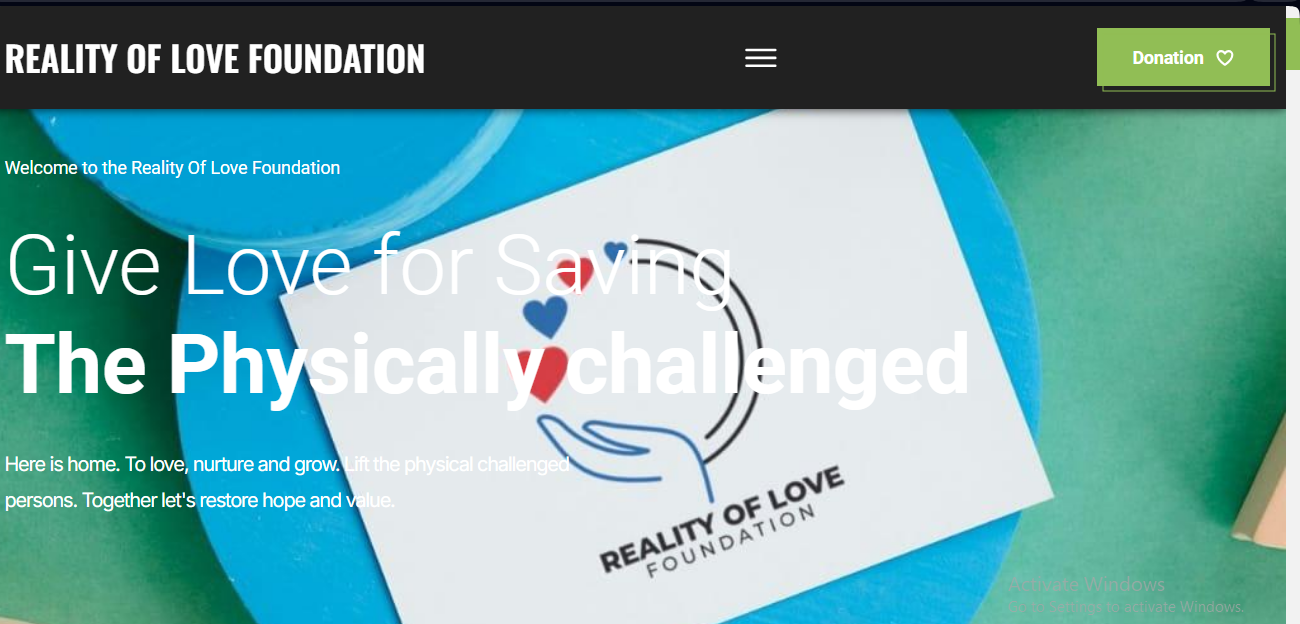 REALITY OF LOVE FOUNDATION
Donation
Welcome to the Reality Of Love Foundation
Give Love for Saving
The Physically challenged
Here is home. To love, nurture and grow. Lift the physical challenged
persons. Together let's restore hope and value.
REALITY OF LOVE
FOUNDATION
Activate Windows
Go to Settings to activate Windows.